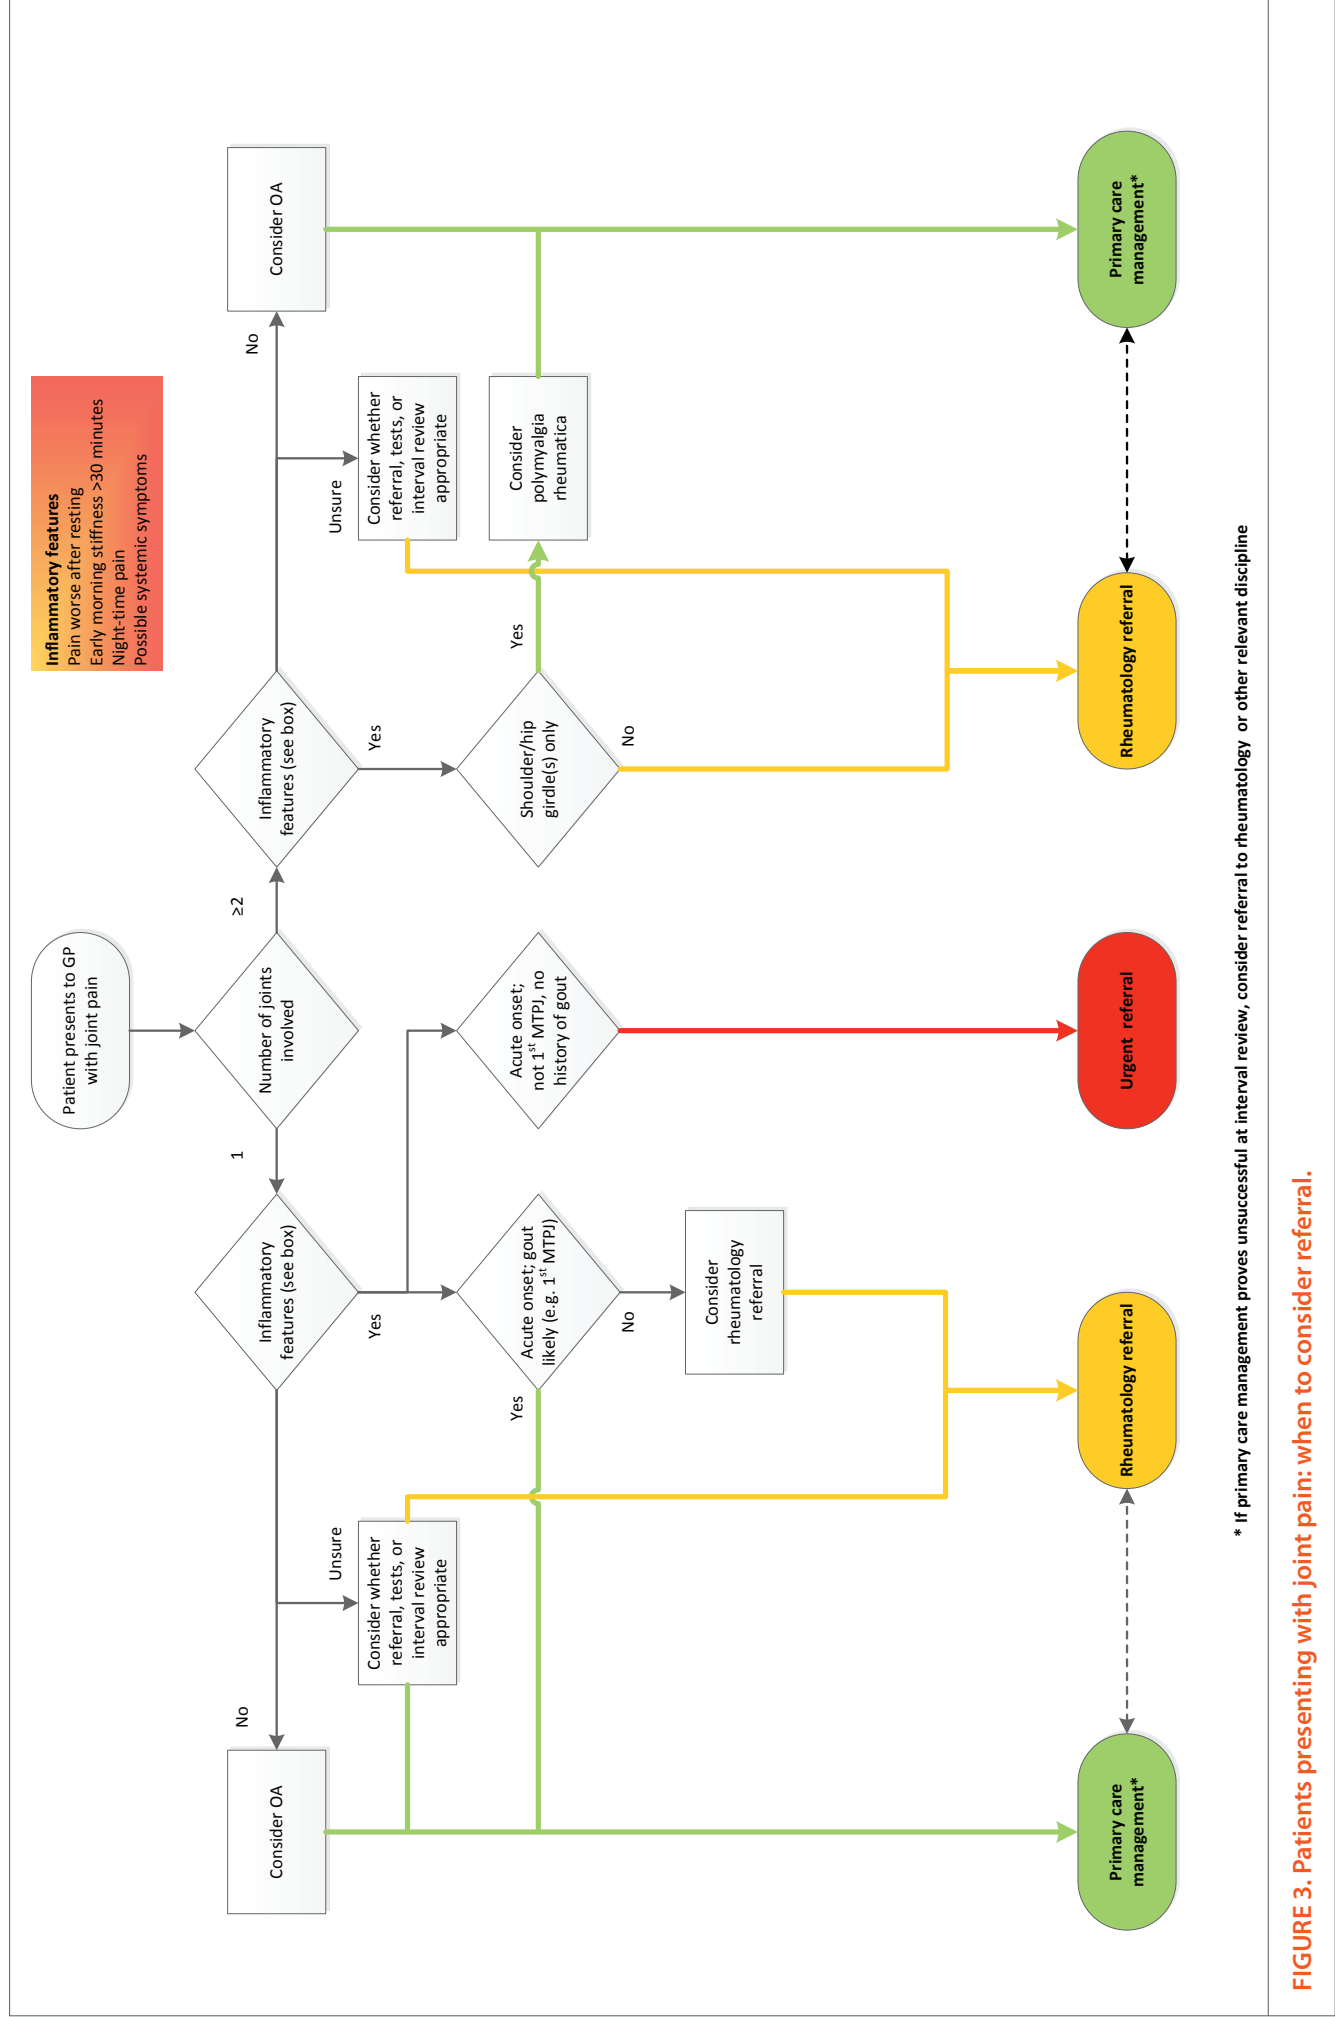 Patient presents to GP
with joint pain
Inflammatory features
Pain worse after resting
Early morning stiffness >30 minutes
Night-time pain
Possible systemic symptoms
Number of joints
involved
1
≥2
Inflammatory
features (see box)
Inflammatory
features (see box)
No
No
Consider OA
Consider OA
Unsure
Yes
Yes
Unsure
Consider whether
referral, tests, or
interval review
appropriate
Consider whether
referral, tests, or
interval review
appropriate
Yes
Acute onset; gout
likely (e.g. 1st MTPJ)
Acute onset;
not 1st MTPJ, no
history of gout
Shoulder/hip
girdle(s) only
Yes
Consider
polymyalgia
rheumatica
No
No
Consider
rheumatology
referral
Primary care
management*
Rheumatology referral
Urgent referral
Rheumatology referral
Primary care
management*
* If primary care management proves unsuccessful at interval review, consider referral to rheumatology or other relevant discipline
FIGURE 3. Patients presenting with joint pain: when to consider referral.